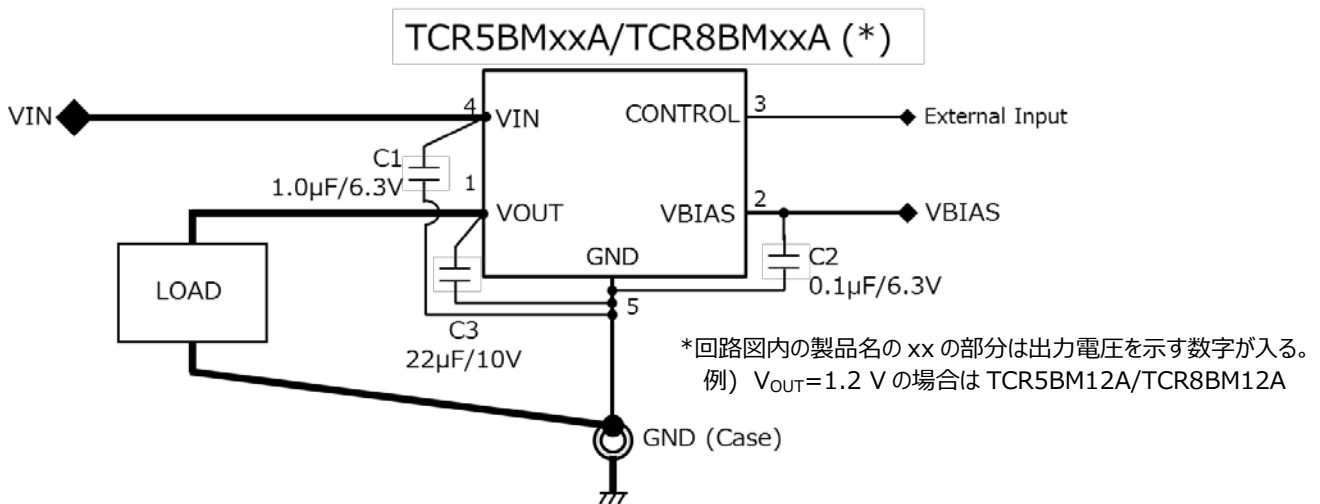 TCR5BMxxA/TCR8BMxxA (*)
VIN
4
VIN
CONTROL
3
External Input
C1
1.0μF/6.3V
1
VOUT
VBIAS
2
VBIAS
LOAD
GND
C2
0.1μF/6.3V
5
C3
22μF/10V
*回路図内の製品名の xx の部分は出力電圧を示す数字が入る。
例) VOUT=1.2 V の場合は TCR5BM12A/TCR8BM12A
GND (Case)